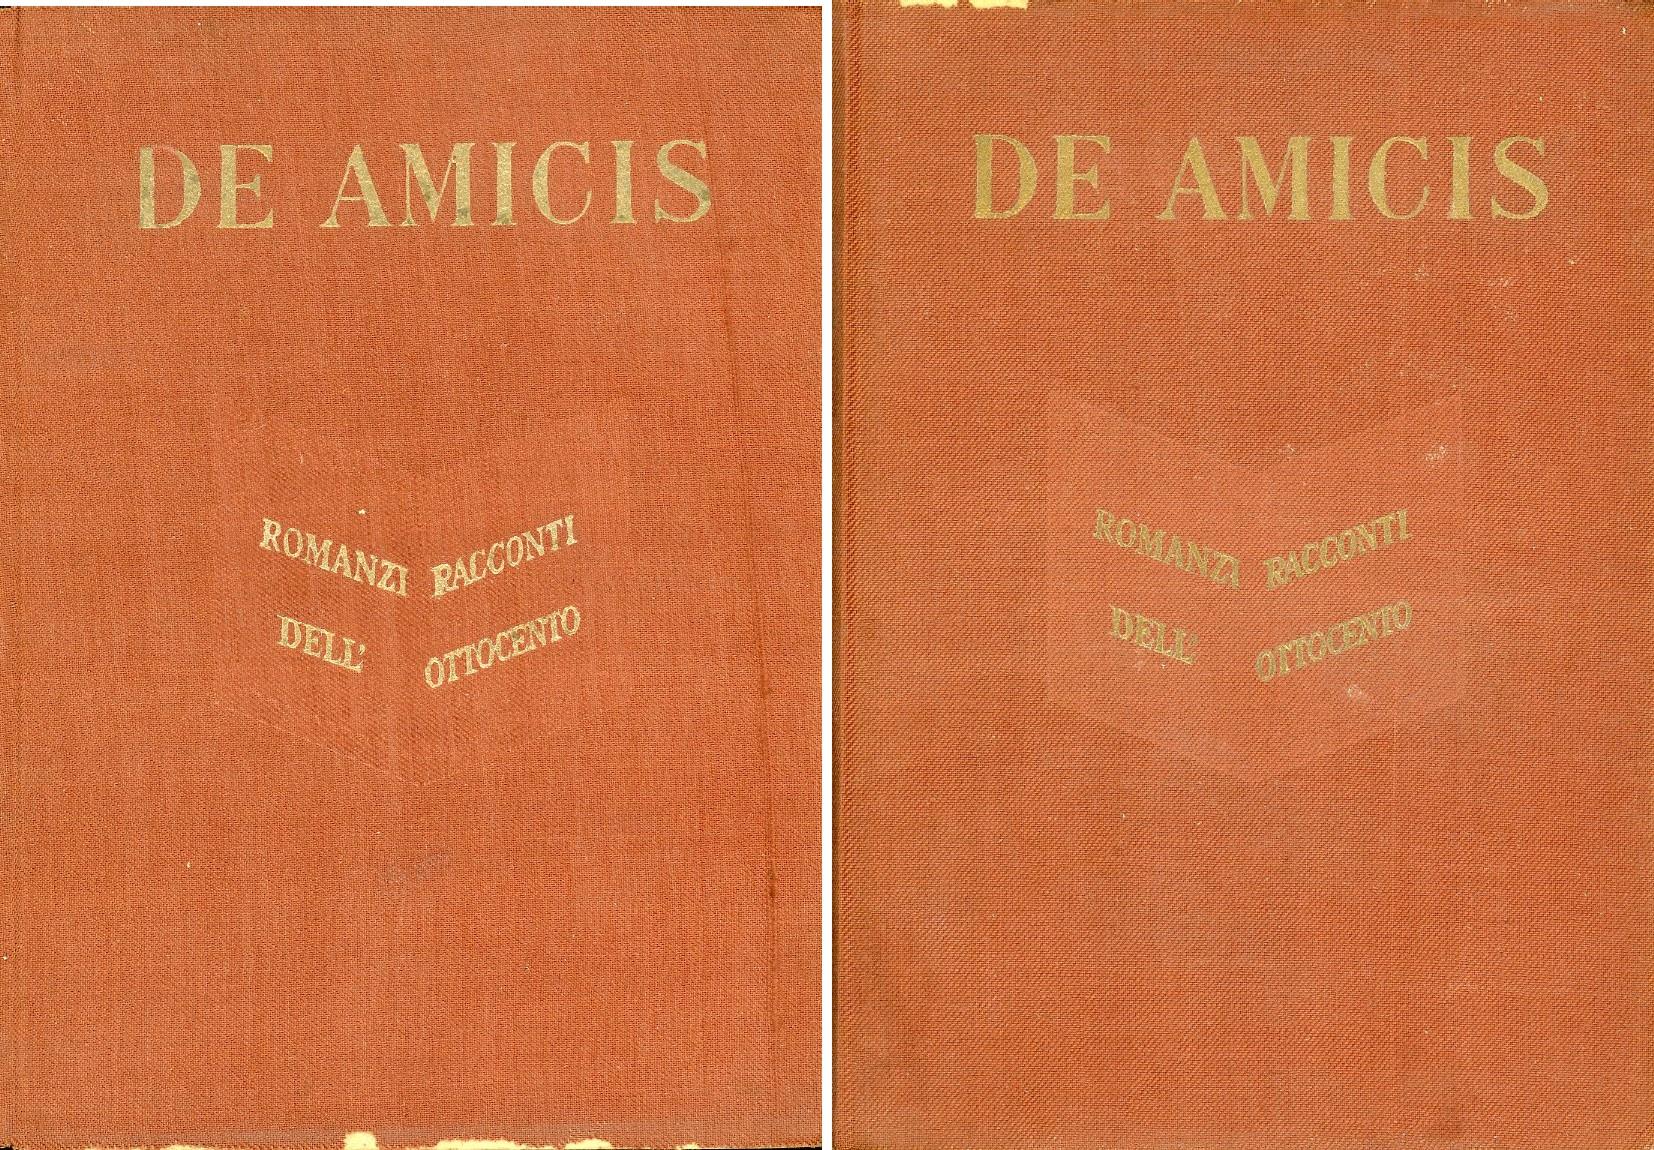 DE AMICIS
ROMANZI RACCONTI
DELL' OTTOCENTO
DE AMICIS
ROMANZI RACCONTI
DELL' OTTOCENTO